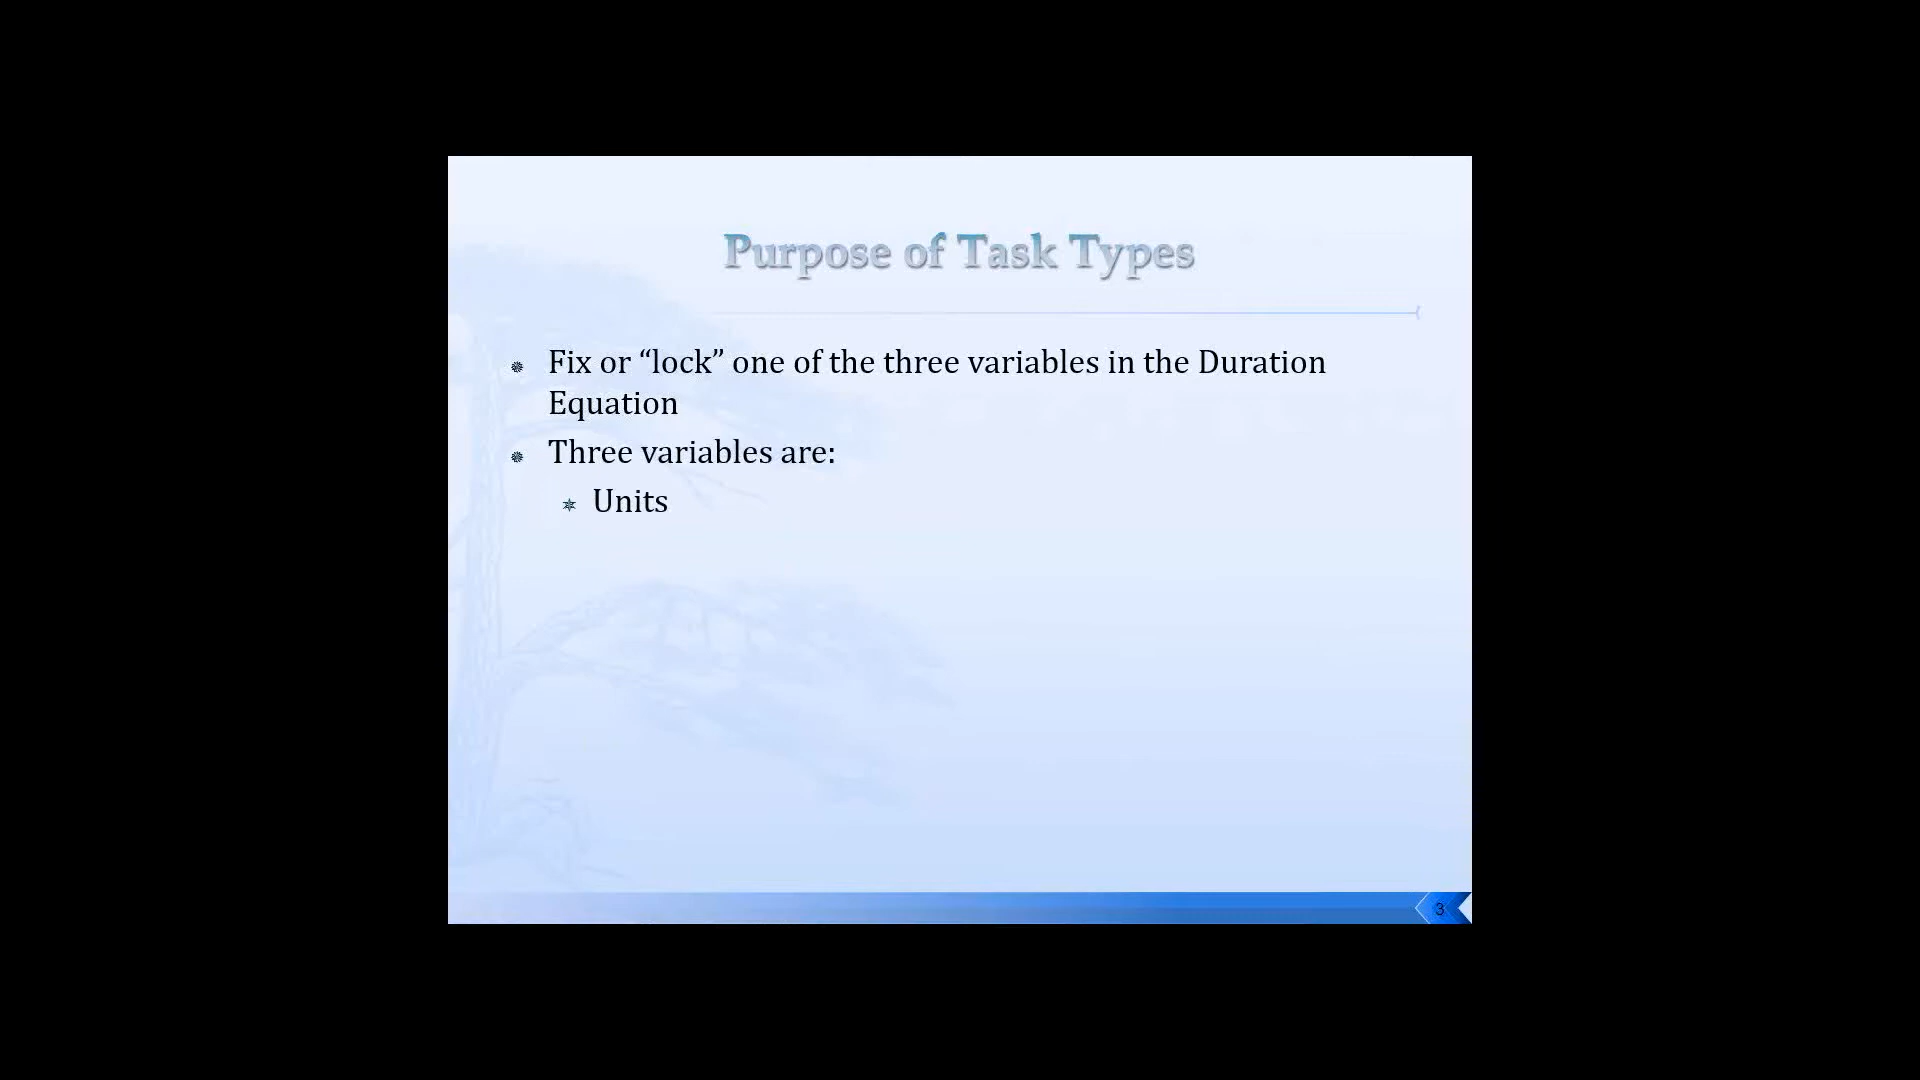 Purpose of Task Types
Fix or “lock” one of the three variables in the Duration
Equation
Three variables are:
Units
3